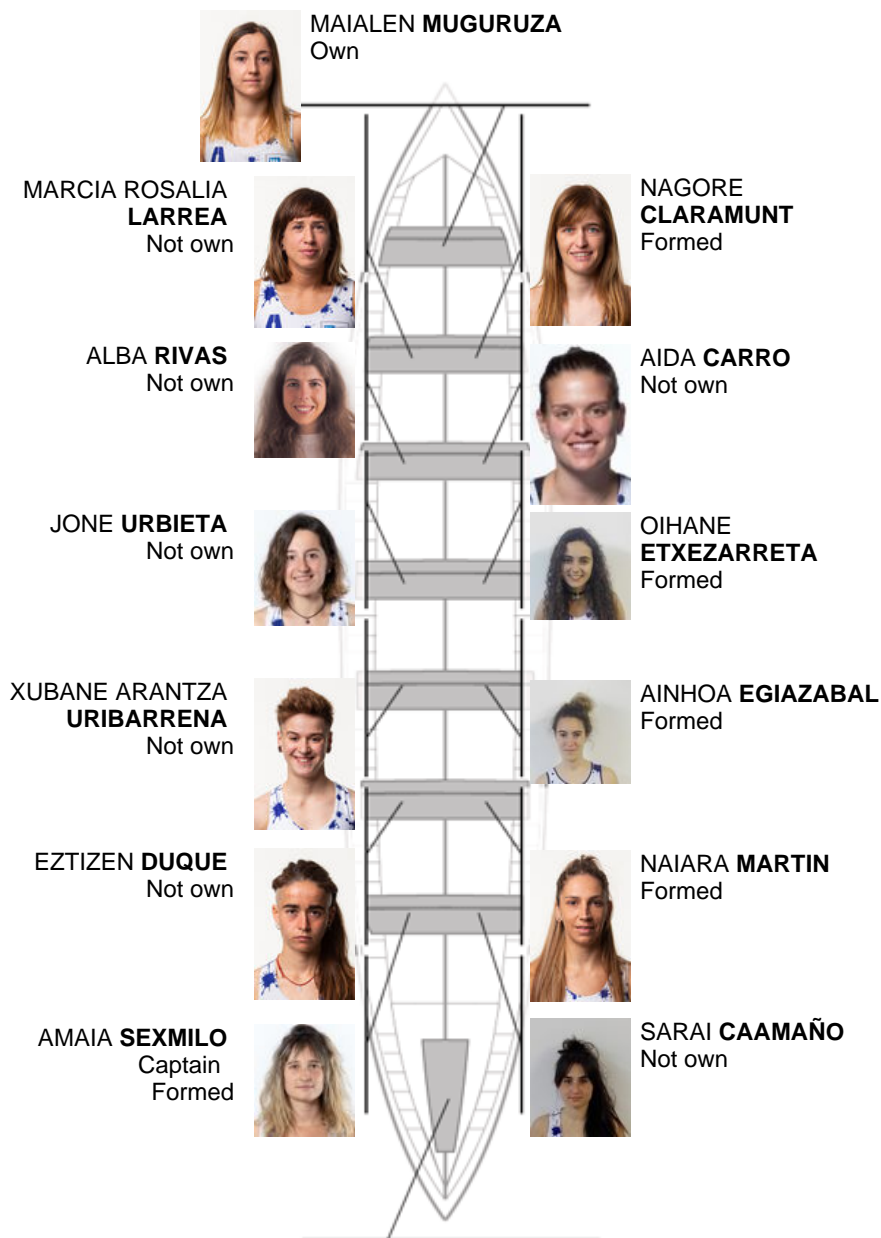 MAIALEN MUGURUZA
Own
MARCIA ROSALIA
LARREA
Not own
NAGORE
CLARAMUNT
Formed
ALBA RIVAS
Not own
AIDA CARRO
Not own
JONE URBIETA
Not own
OIHANE
ETXEZARRETA
Formed
XUBANE ARANTZA
URIBARRENA
Not own
AINHOA EGIAZABAL
Formed
EZTIZEN DUQUE
Not own
NAIARA MARTIN
Formed
AMAIA SEXMILO
Captain
Formed
SARAI CAAMAÑO
Not own